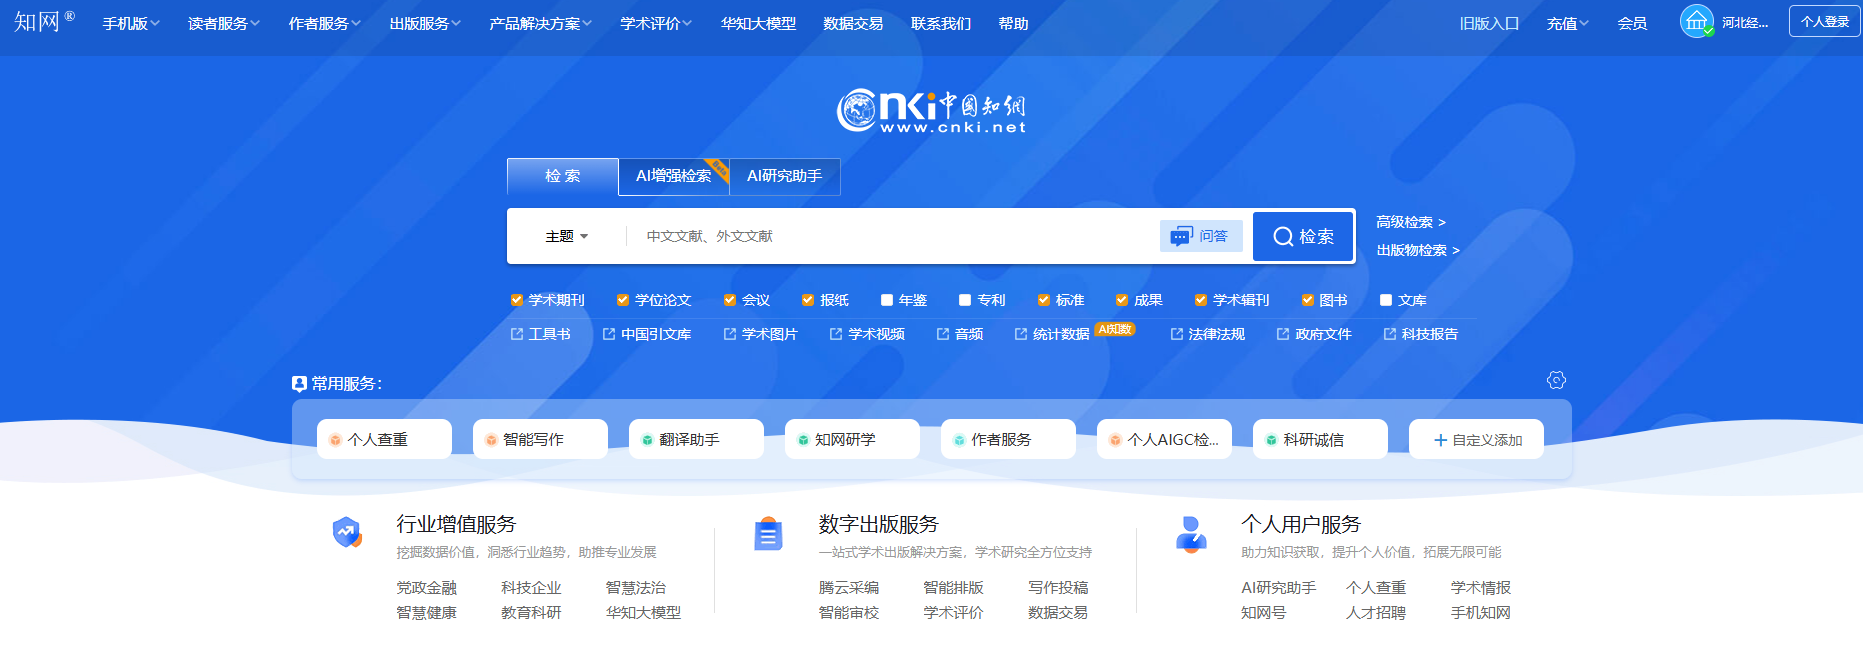 知网®
手机版 读者服务 作者服务 出版服务 产品解决方案 学术评价 华知大模型 数据交易 联系我们 帮助 旧版入口 充值 会员 河北经... 个人登录
Cnki中国知網
www.cnki.net
检 索 AI增强检索 Beta AI研究助手
主题 中文文献、外文文献 问答 检索
高级检索 >
出版物检索 >
学术期刊 学位论文 会议 报纸 年鉴 专利 标准 成果 学术辑刊 图书 文库
工具书 中国引文库 学术图片 学术视频 音频 统计数据 AI知数 法律法规 政府文件 科技报告
常用服务：
个人查重 智能写作 翻译助手 知网研学 作者服务 个人AIGC检... 科研诚信 自定义添加
行业增值服务
挖掘数据价值，洞悉行业趋势，助推专业发展
党政金融 科技企业 智慧法治
智慧健康 教育科研 华知大模型
数字出版服务
一站式学术出版解决方案，学术研究全方位支持
腾云采编 智能排版 写作投稿
智能审校 学术评价 数据交易
个人用户服务
助力知识获取，提升个人价值，拓展无限可能
AI研究助手 个人查重 学术情报
知网号 人才招聘 手机知网